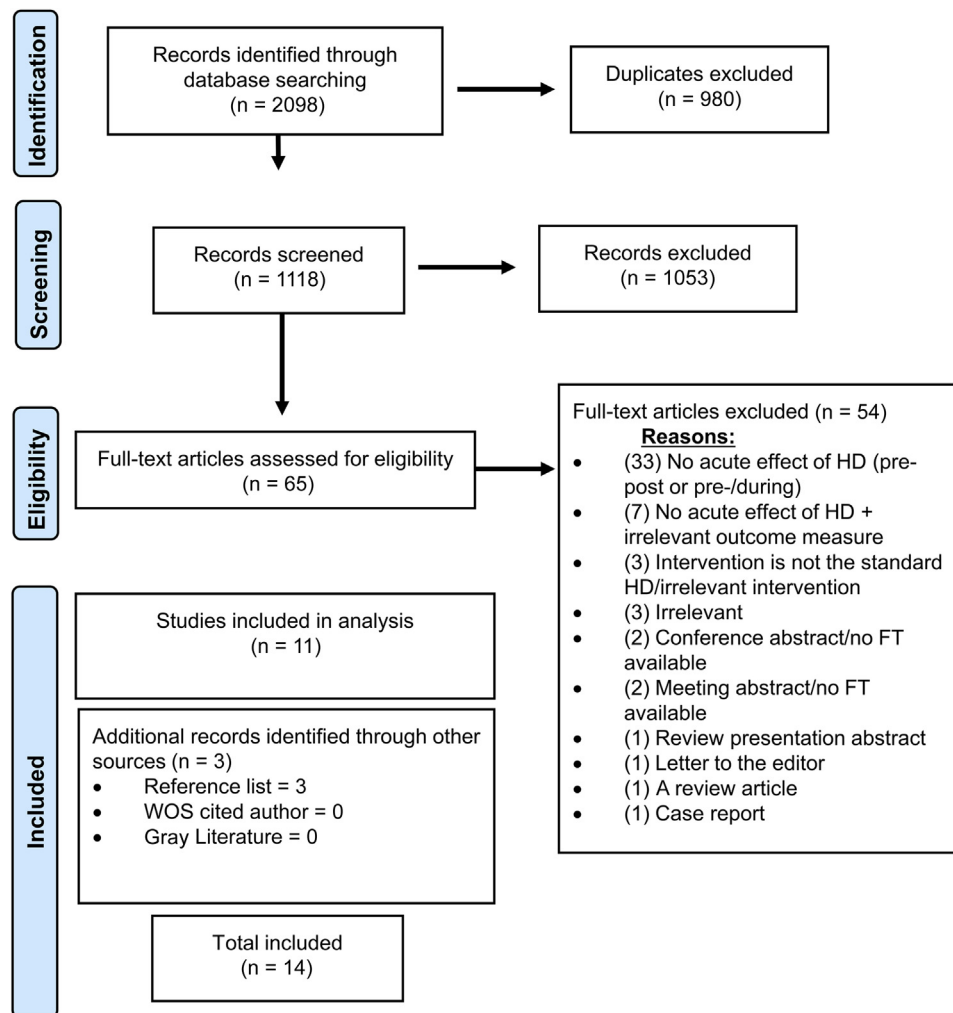 Identification
Records identified through
database searching
(n = 2098)
Duplicates excluded
(n = 980)
Screening
Records screened
(n = 1118)
Records excluded
(n = 1053)
Eligibility
Full-text articles assessed for eligibility
(n = 65)
Full-text articles excluded (n = 54)
Reasons:
• (33) No acute effect of HD (pre-
post or pre-/during)
• (7) No acute effect of HD +
irrelevant outcome measure
• (3) Intervention is not the standard
HD/irrelevant intervention
• (3) Irrelevant
• (2) Conference abstract/no FT
available
• (2) Meeting abstract/no FT
available
• (1) Review presentation abstract
• (1) Letter to the editor
• (1) A review article
• (1) Case report
Included
Studies included in analysis
(n = 11)
Additional records identified through other
sources (n = 3)
• Reference list = 3
• WOS cited author = 0
• Gray Literature = 0
Total included
(n = 14)